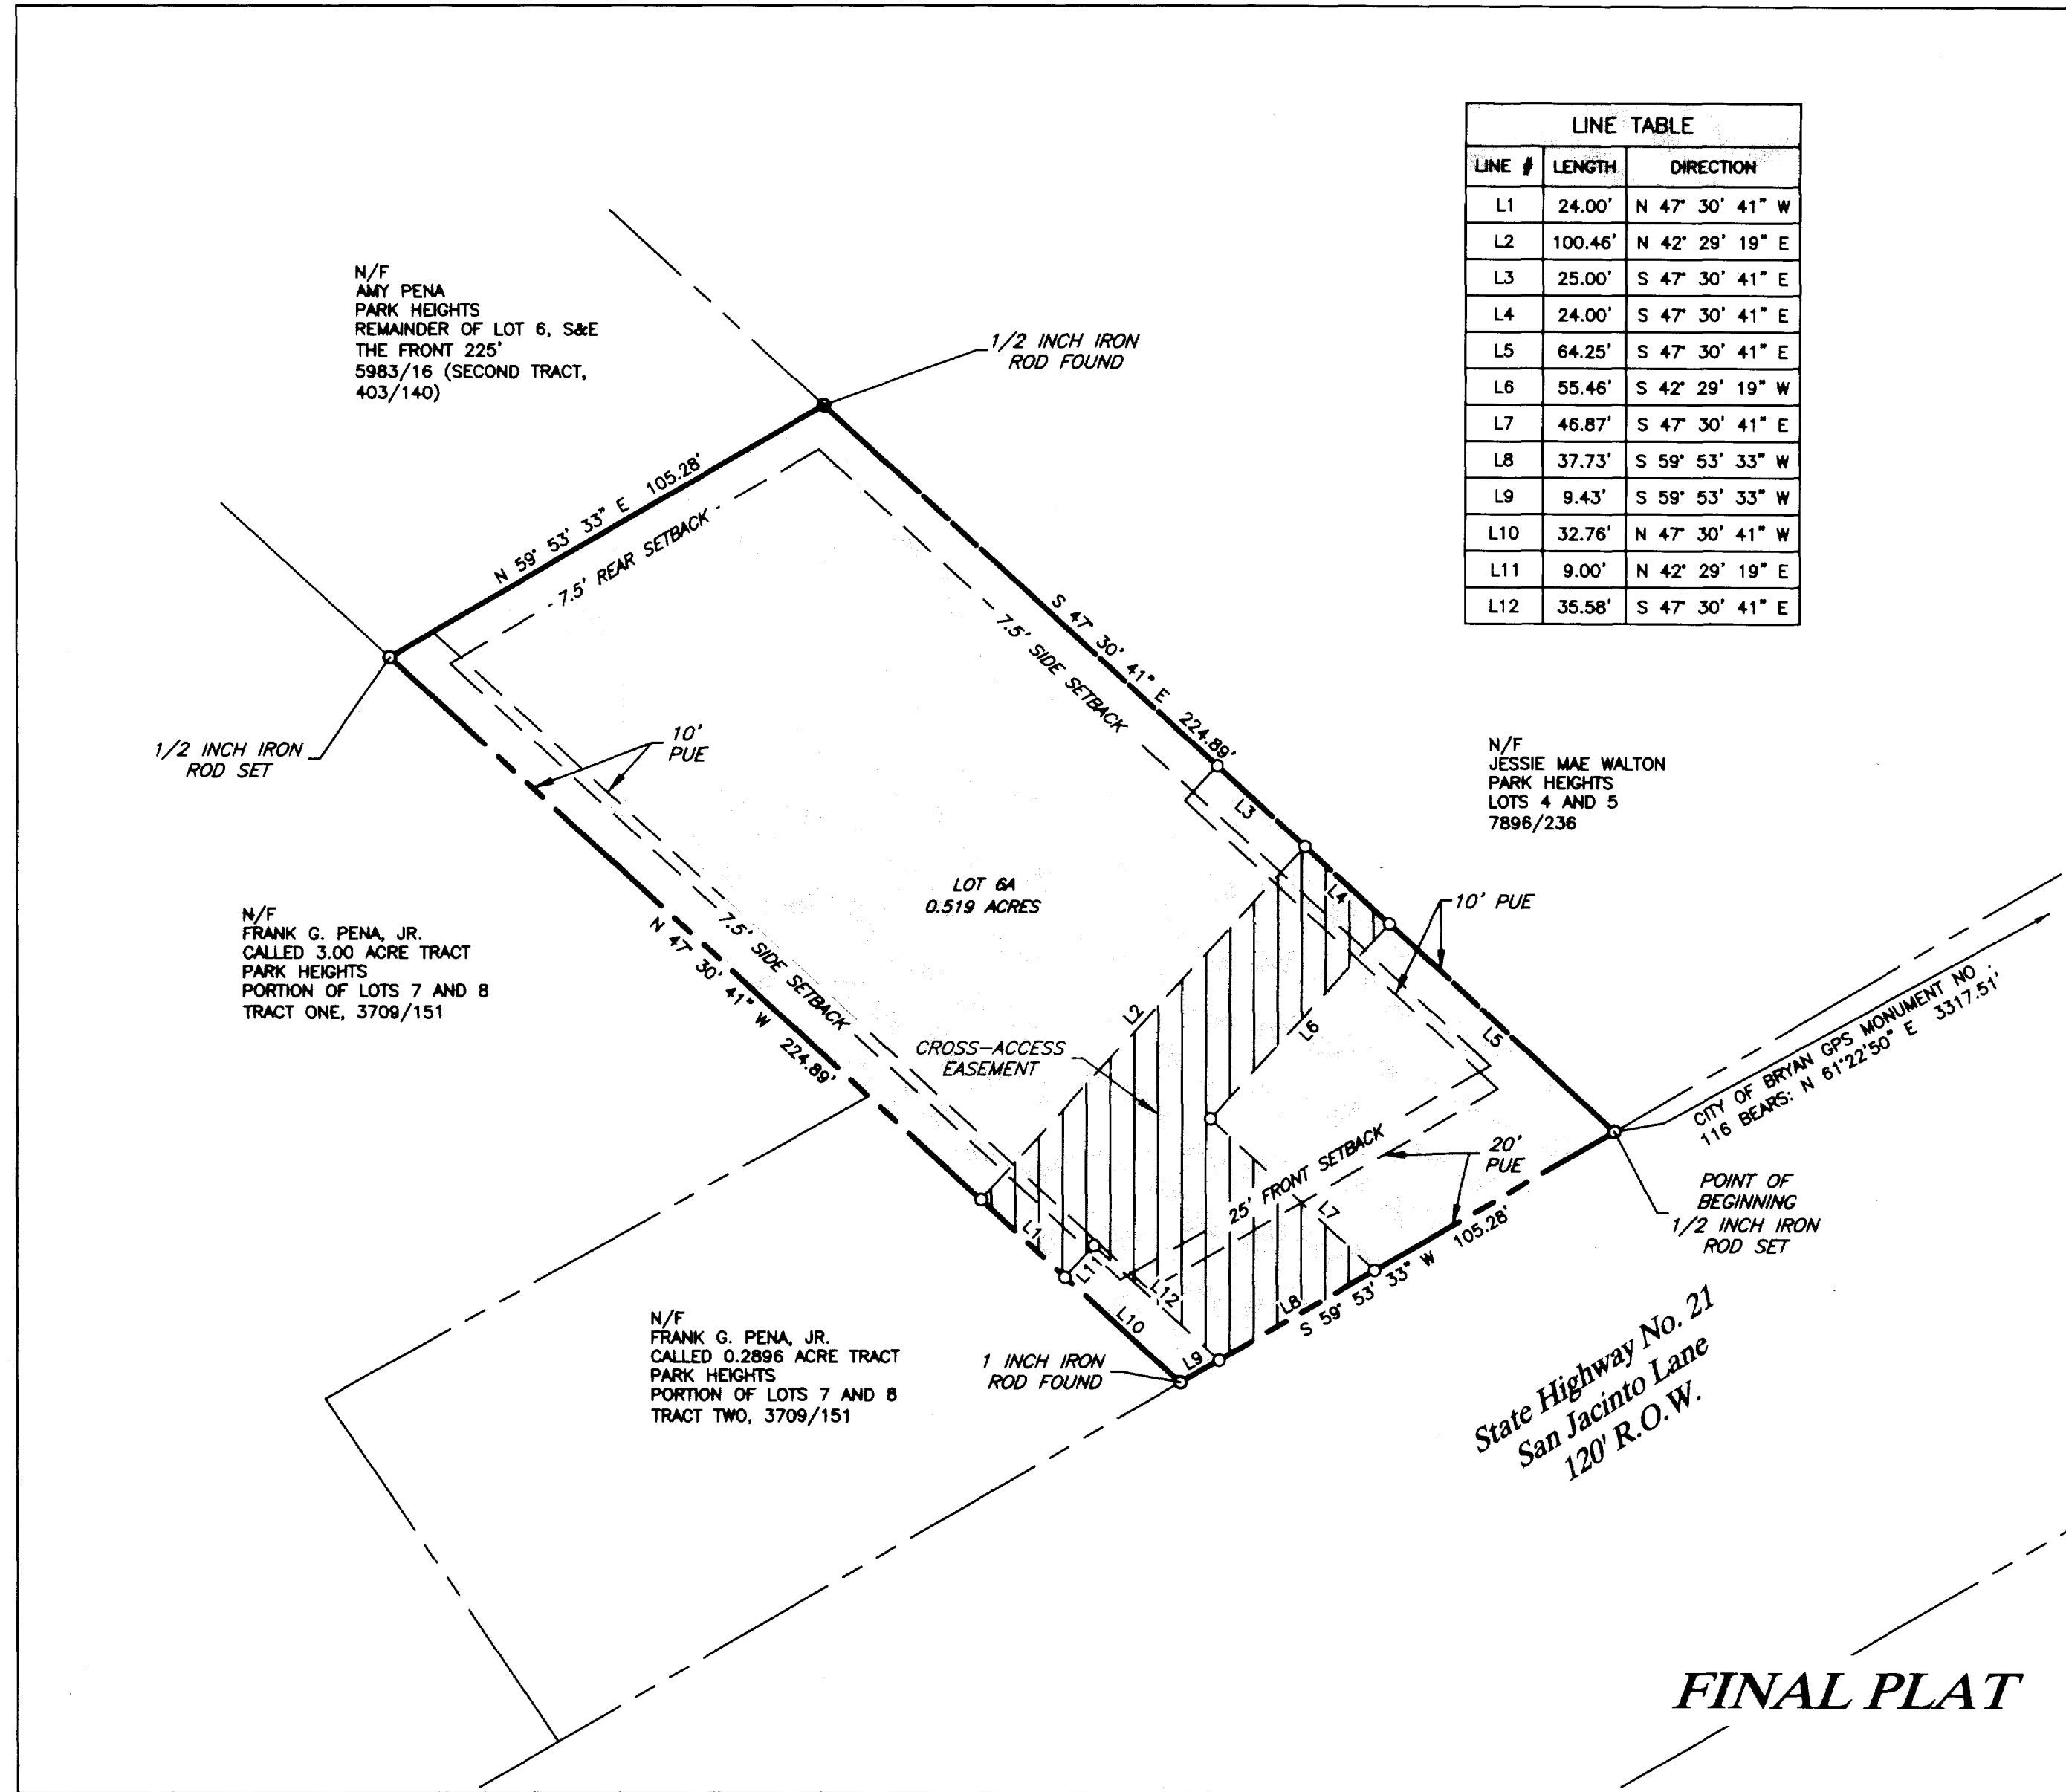 LINE TABLE
LINE # LENGTH DIRECTION
L1 24.00' N 47° 30' 41" W
L2 100.46' N 42° 29' 19" E
L3 25.00' S 47° 30' 41" E
L4 24.00' S 47° 30' 41" E
L5 64.25' S 47° 30' 41" E
L6 55.46' S 42° 29' 19" W
L7 46.87' S 47° 30' 41" E
L8 37.73' S 59° 53' 33" W
L9 9.43' S 59° 53' 33" W
L10 32.76' N 47° 30' 41" W
L11 9.00' N 42° 29' 19" E
L12 35.58' S 47° 30' 41" E
N/F
AMY PENA
PARK HEIGHTS
REMAINDER OF LOT 6, S&E
THE FRONT 225'
5983/16 (SECOND TRACT,
403/140)
1/2 INCH IRON
ROD FOUND
N 59° 53' 33" E 105.28'
7.5' REAR SETBACK
S 47° 30' 41" E 224.89'
7.5' SIDE SETBACK
1/2 INCH IRON
ROD SET
10'
PUE
N/F
JESSIE MAE WALTON
PARK HEIGHTS
LOTS 4 AND 5
7896/236
L3
LOT 6A
0.519 ACRES
L4
10' PUE
N/F
FRANK G. PENA, JR.
CALLED 3.00 ACRE TRACT
PARK HEIGHTS
PORTION OF LOTS 7 AND 8
TRACT ONE, 3709/151
7.5' SIDE SETBACK
N 47° 30' 41" W 224.89'
L2
L6
L5
CROSS-ACCESS
EASEMENT
CITY OF BRYAN GPS MONUMENT NO.
116 BEARS: N 61°22'50" E 3317.51'
25' FRONT SETBACK
20'
PUE
POINT OF
BEGINNING
1/2 INCH IRON
ROD SET
L1
L11
L12
L7
L10
L8
L9
S 59° 53' 33" W 105.28'
N/F
FRANK G. PENA, JR.
CALLED 0.2896 ACRE TRACT
PARK HEIGHTS
PORTION OF LOTS 7 AND 8
TRACT TWO, 3709/151
1 INCH IRON
ROD FOUND
State Highway No. 21
San Jacinto Lane
120' R.O.W.
FINAL PLAT